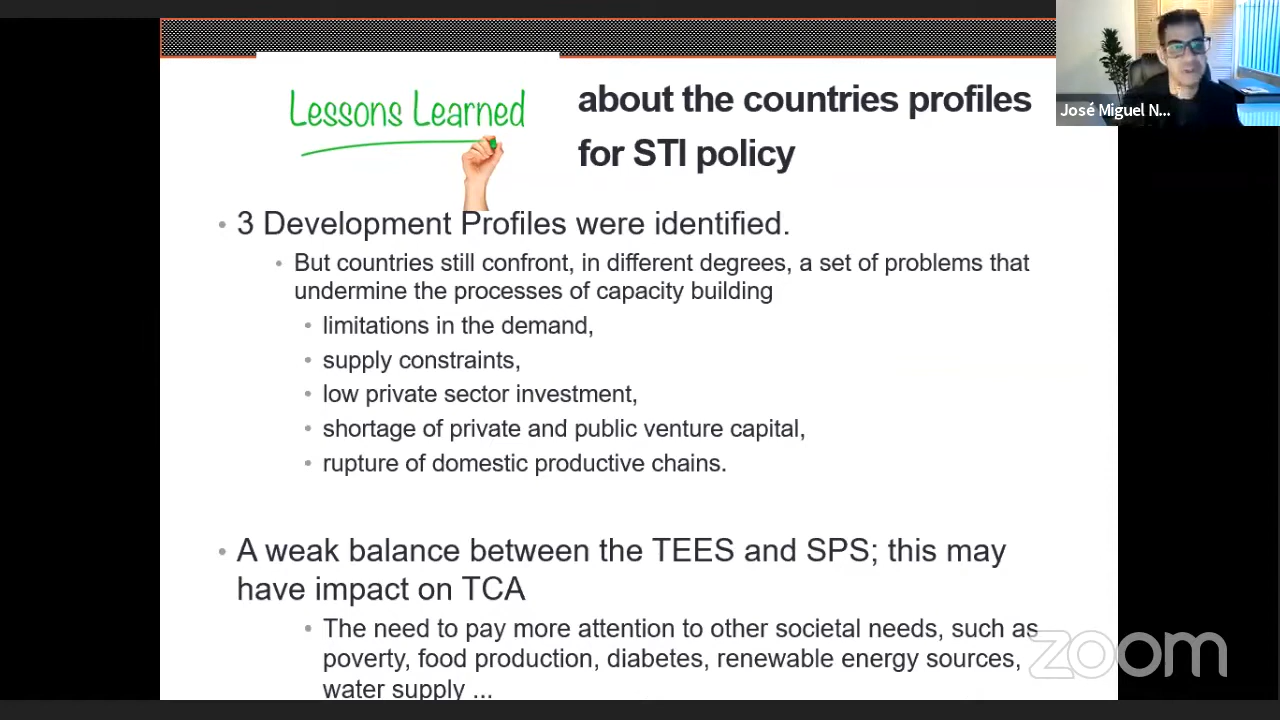 Lessons Learned
about the countries profiles
for STI policy
José Miguel N...
• 3 Development Profiles were identified.
• But countries still confront, in different degrees, a set of problems that
undermine the processes of capacity building
• limitations in the demand,
• supply constraints,
• low private sector investment,
• shortage of private and public venture capital,
• rupture of domestic productive chains.
• A weak balance between the TEES and SPS; this may
have impact on TCA
• The need to pay more attention to other societal needs, such as
poverty, food production, diabetes, renewable energy sources,
water supply ...
zoom